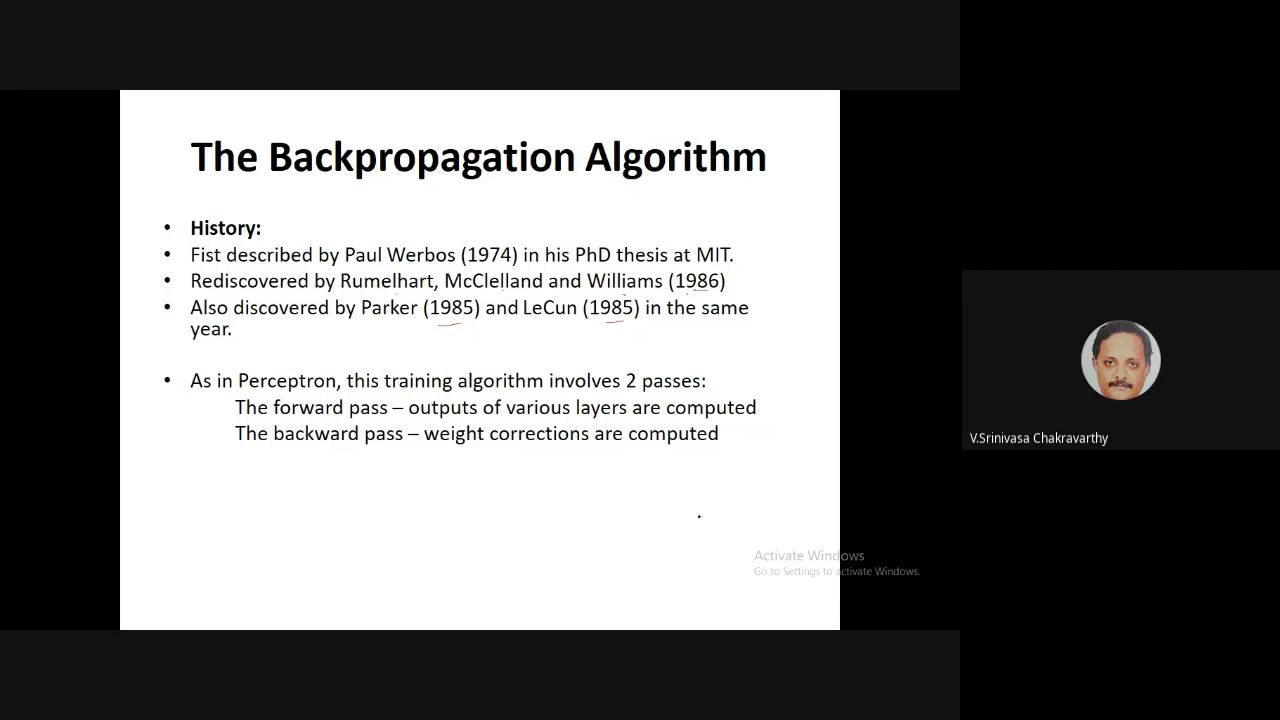 The Backpropagation Algorithm
• History:
• Fist described by Paul Werbos (1974) in his PhD thesis at MIT.
• Rediscovered by Rumelhart, McClelland and Williams (1986)
• Also discovered by Parker (1985) and LeCun (1985) in the same
year.
• As in Perceptron, this training algorithm involves 2 passes:
The forward pass – outputs of various layers are computed
The backward pass – weight corrections are computed
V.Srinivasa Chakravarthy
Activate Windows
Go to Settings to activate Windows.